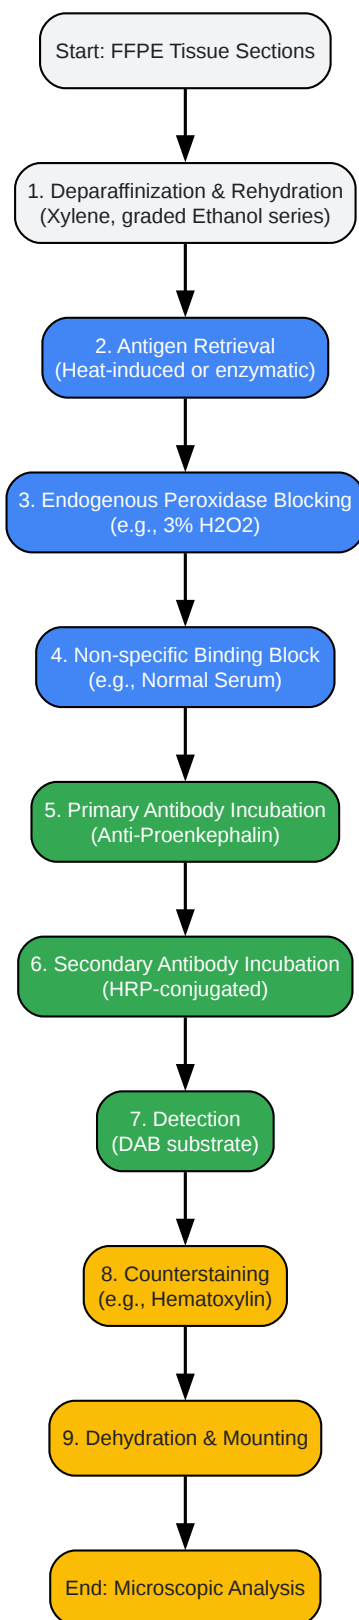 Start: FFPE Tissue Sections
1. Deparaffinization & Rehydration
(Xylene, graded Ethanol series)
2. Antigen Retrieval
(Heat-induced or enzymatic)
3. Endogenous Peroxidase Blocking
(e.g., 3% H2O2)
4. Non-specific Binding Block
(e.g., Normal Serum)
5. Primary Antibody Incubation
(Anti-Proenkephalin)
6. Secondary Antibody Incubation
(HRP-conjugated)
7. Detection
(DAB substrate)
8. Counterstaining
(e.g., Hematoxylin)
9. Dehydration & Mounting
End: Microscopic Analysis